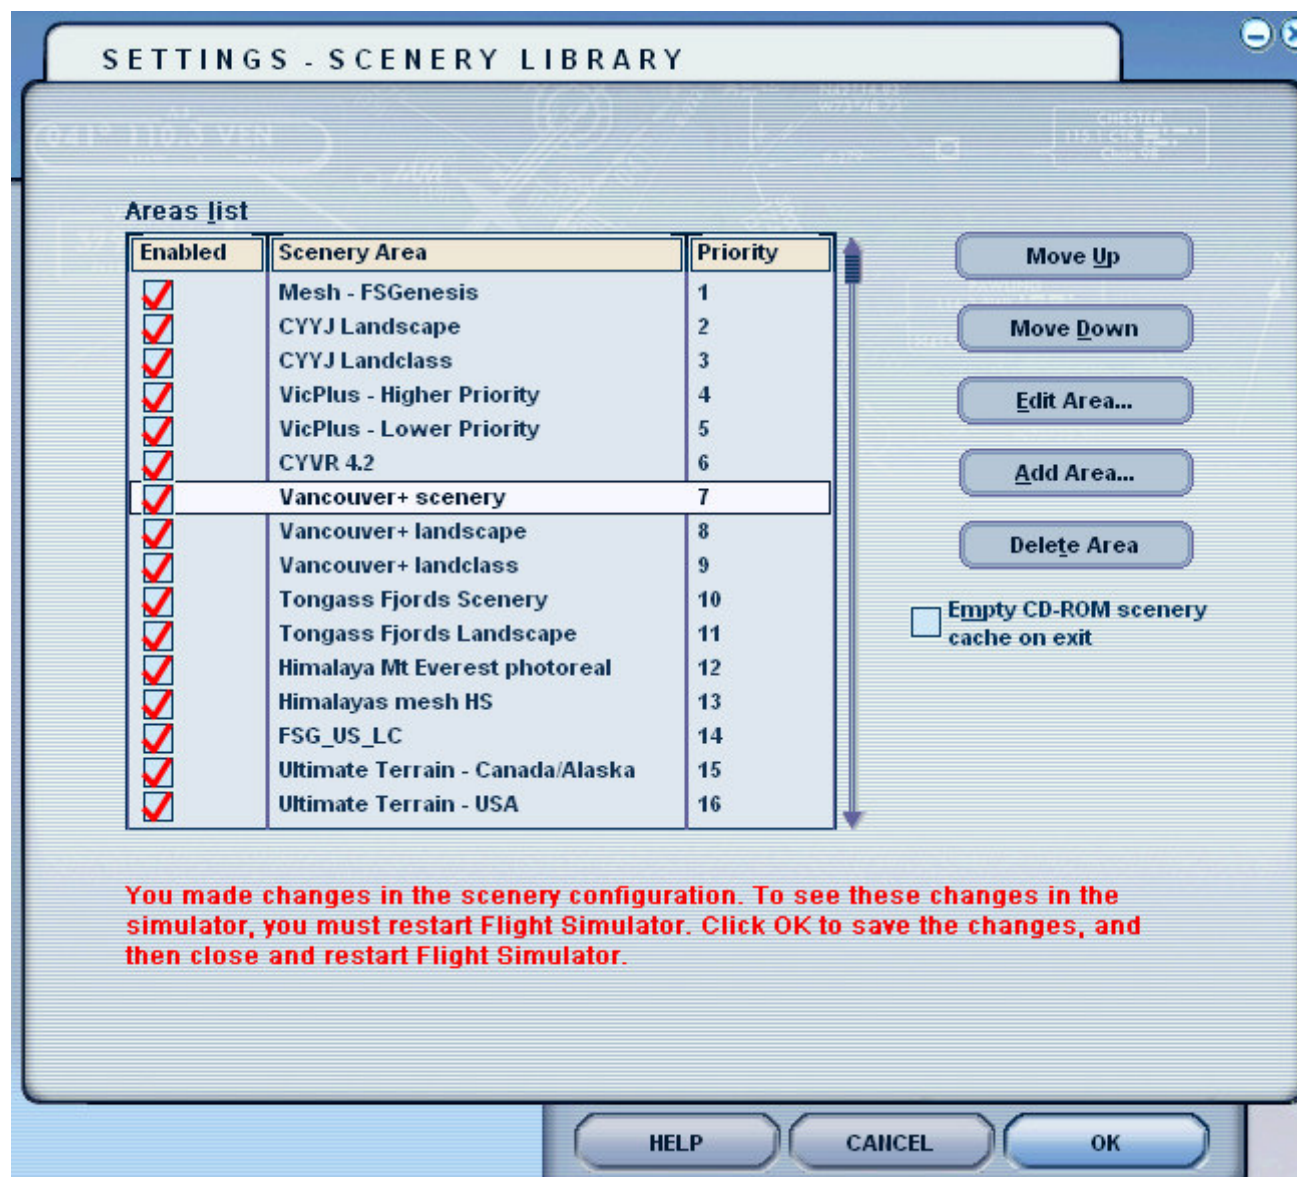 SETTINGS - SCENERY LIBRARY
041° 110.3 VEN
CHESTER
Areas list
Enabled Scenery Area Priority
Mesh - FSGenesis 1
CYYJ Landscape 2
CYYJ Landclass 3
VicPlus - Higher Priority 4
VicPlus - Lower Priority 5
CYVR 4.2 6
Vancouver+ scenery 7
Vancouver+ landscape 8
Vancouver+ landclass 9
Tongass Fjords Scenery 10
Tongass Fjords Landscape 11
Himalaya Mt Everest photoreal 12
Himalayas mesh HS 13
FSG_US_LC 14
Ultimate Terrain - Canada/Alaska 15
Ultimate Terrain - USA 16
Move Up
Move Down
Edit Area...
Add Area...
Delete Area
Empty CD-ROM scenery
cache on exit
You made changes in the scenery configuration. To see these changes in the
simulator, you must restart Flight Simulator. Click OK to save the changes, and
then close and restart Flight Simulator.
HELP CANCEL OK